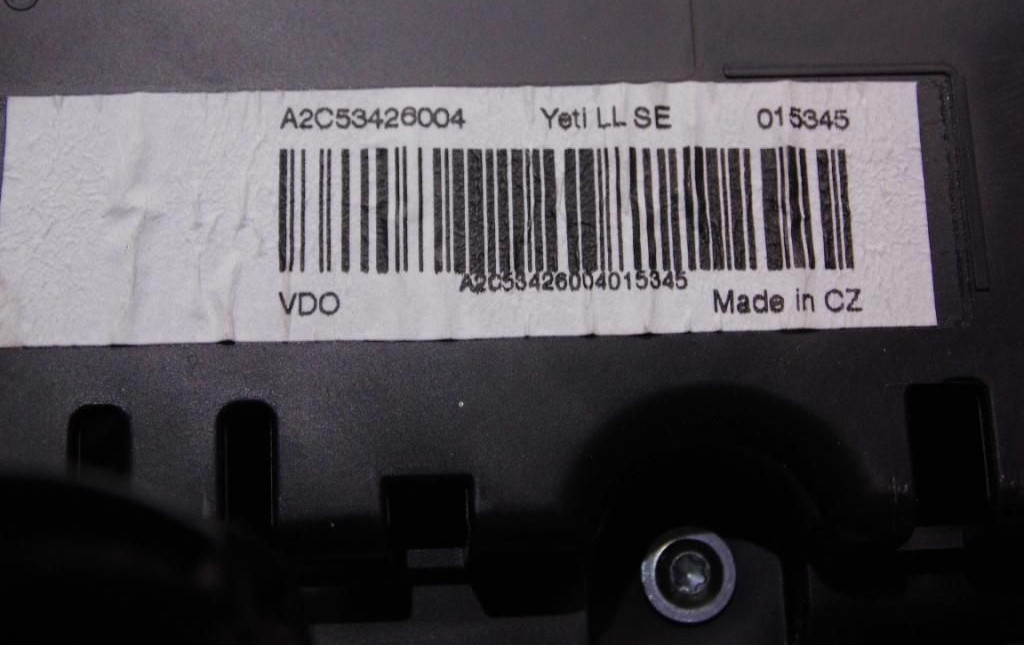 A2C53426004 Yeti LL SE 015345
A2C53426004015345
VDO Made in CZ